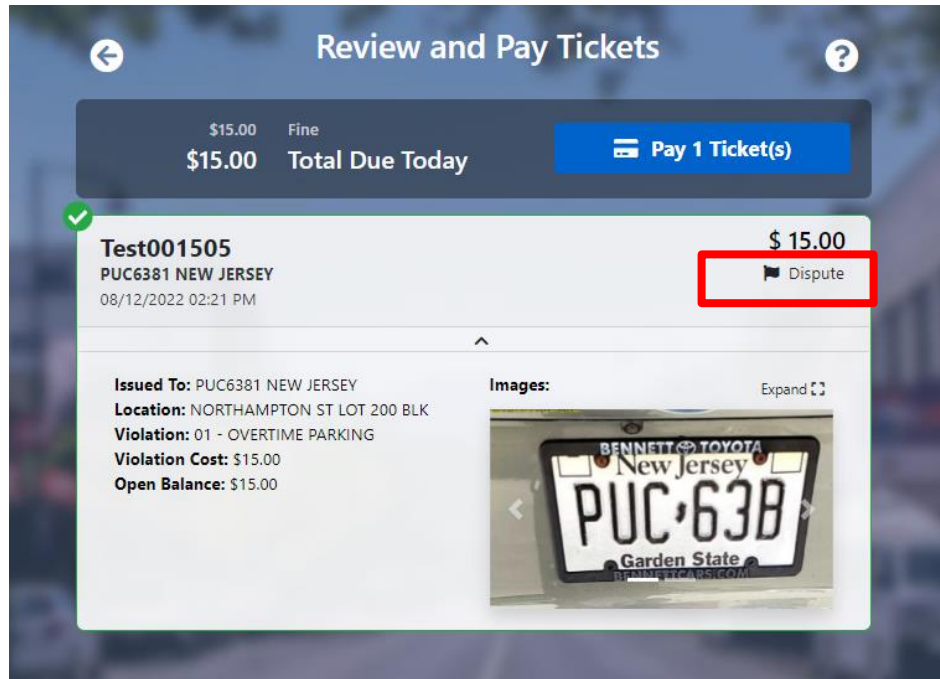 Review and Pay Tickets
?
$15.00 Fine
$15.00 Total Due Today
Pay 1 Ticket(s)
Test001505
$ 15.00
PUC6381 NEW JERSEY
Dispute
08/12/2022 02:21 PM
Issued To: PUC6381 NEW JERSEY
Location: NORTHAMPTON ST LOT 200 BLK
Violation: 01 - OVERTIME PARKING
Violation Cost: $15.00
Open Balance: $15.00
Images:
Expand
BENNETT TOYOTA
New Jersey
PUC 63B
Garden State
BENNETTCARS.COM